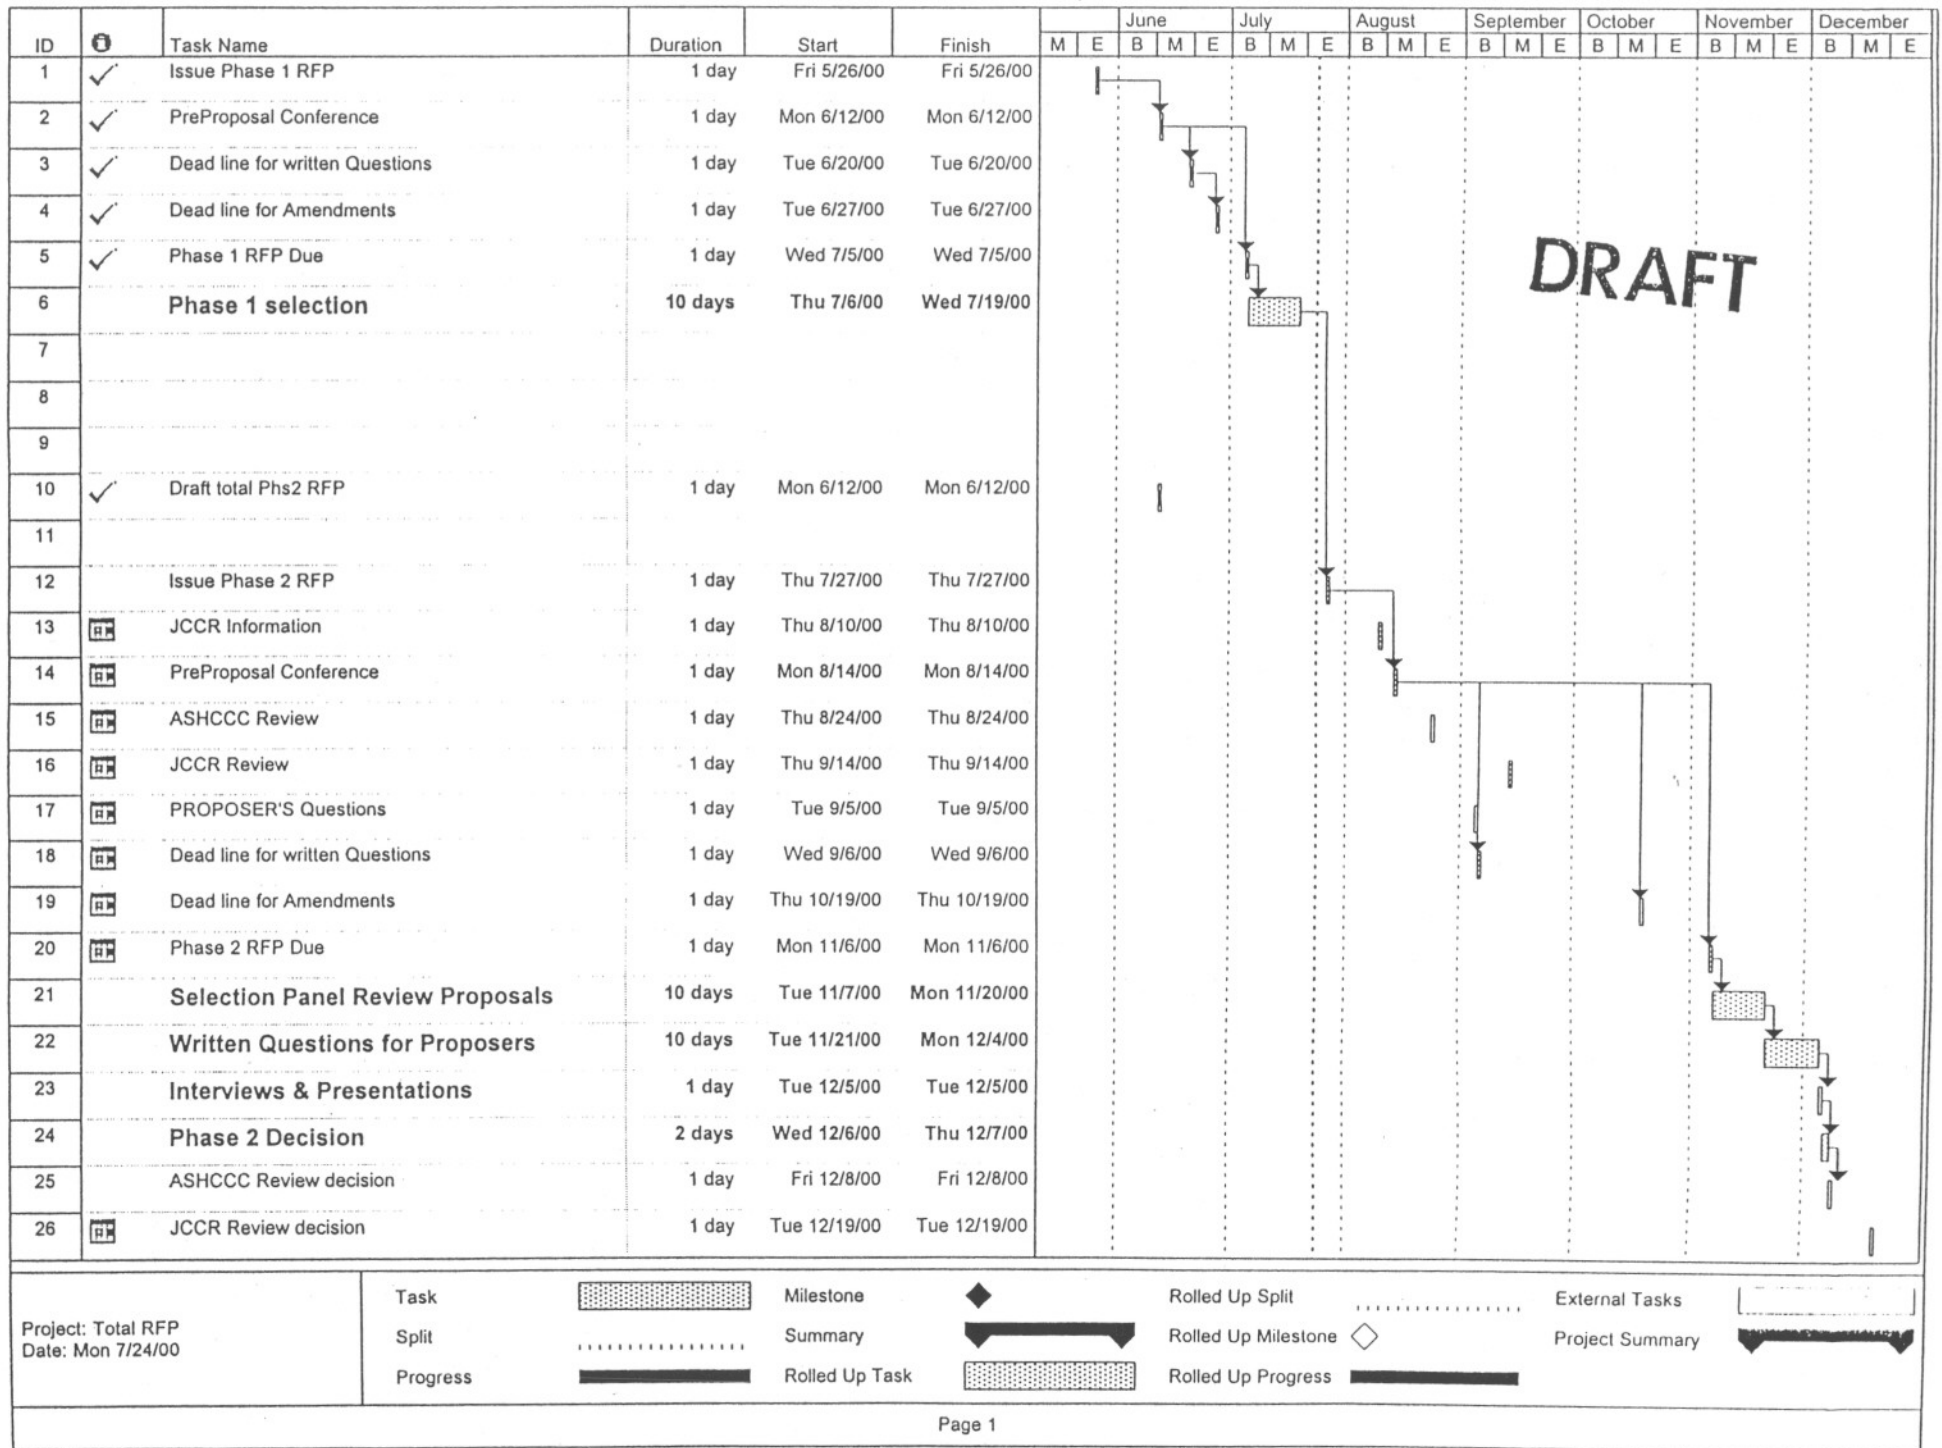 June July August September October November December
ID Task Name Duration Start Finish M E B M E B M E B M E B M E B M E B M E B M E
1 Issue Phase 1 RFP 1 day Fri 5/26/00 Fri 5/26/00
2 PreProposal Conference 1 day Mon 6/12/00 Mon 6/12/00
3 Dead line for written Questions 1 day Tue 6/20/00 Tue 6/20/00
4 Dead line for Amendments 1 day Tue 6/27/00 Tue 6/27/00
5 Phase 1 RFP Due 1 day Wed 7/5/00 Wed 7/5/00
DRAFT
6 Phase 1 selection 10 days Thu 7/6/00 Wed 7/19/00
7
8
9
10 Draft total Phs2 RFP 1 day Mon 6/12/00 Mon 6/12/00
11
12 Issue Phase 2 RFP 1 day Thu 7/27/00 Thu 7/27/00
13 JCCR Information 1 day Thu 8/10/00 Thu 8/10/00
14 PreProposal Conference 1 day Mon 8/14/00 Mon 8/14/00
15 ASHCCC Review 1 day Thu 8/24/00 Thu 8/24/00
16 JCCR Review 1 day Thu 9/14/00 Thu 9/14/00
17 PROPOSER'S Questions 1 day Tue 9/5/00 Tue 9/5/00
18 Dead line for written Questions 1 day Wed 9/6/00 Wed 9/6/00
19 Dead line for Amendments 1 day Thu 10/19/00 Thu 10/19/00
20 Phase 2 RFP Due 1 day Mon 11/6/00 Mon 11/6/00
21 Selection Panel Review Proposals 10 days Tue 11/7/00 Mon 11/20/00
22 Written Questions for Proposers 10 days Tue 11/21/00 Mon 12/4/00
23 Interviews & Presentations 1 day Tue 12/5/00 Tue 12/5/00
24 Phase 2 Decision 2 days Wed 12/6/00 Thu 12/7/00
25 ASHCCC Review decision 1 day Fri 12/8/00 Fri 12/8/00
26 JCCR Review decision 1 day Tue 12/19/00 Tue 12/19/00
Project: Total RFP
Date: Mon 7/24/00
Task Milestone Rolled Up Split External Tasks
Split Summary Rolled Up Milestone Project Summary
Progress Rolled Up Task Rolled Up Progress
Page 1